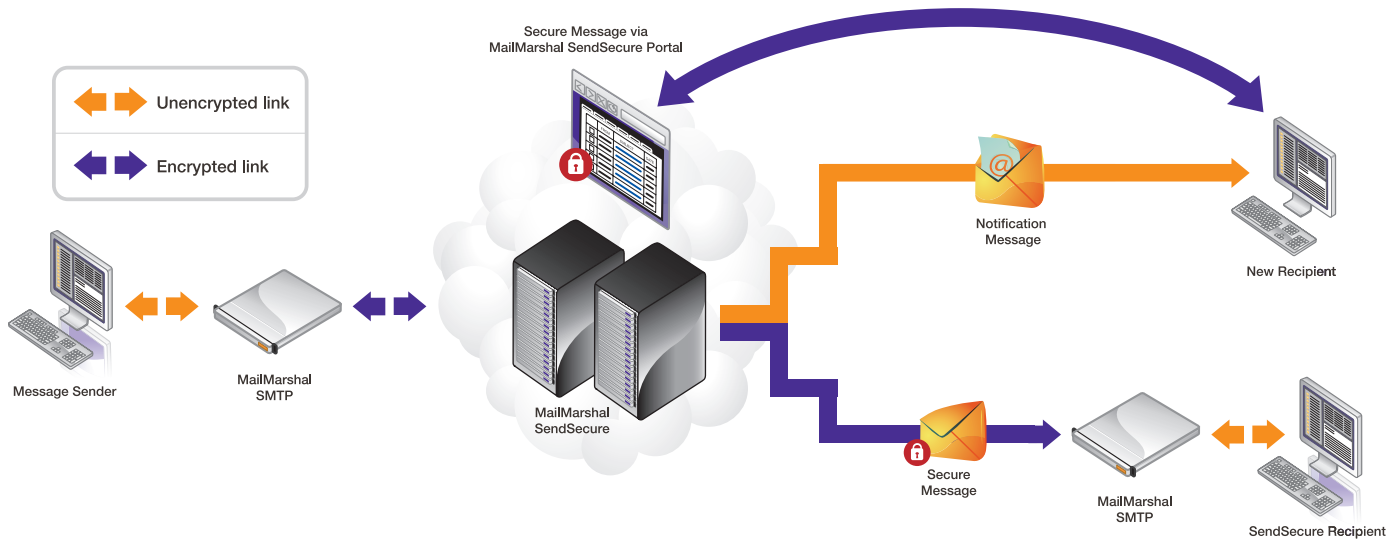 Secure Message via
MailMarshal SendSecure Portal
Unencrypted link
Encrypted link
@
Notification
Message
New Recipient
Message Sender
MailMarshal
SMTP
MailMarshal
SendSecure
Secure
Message
MailMarshal
SMTP
SendSecure Recipient